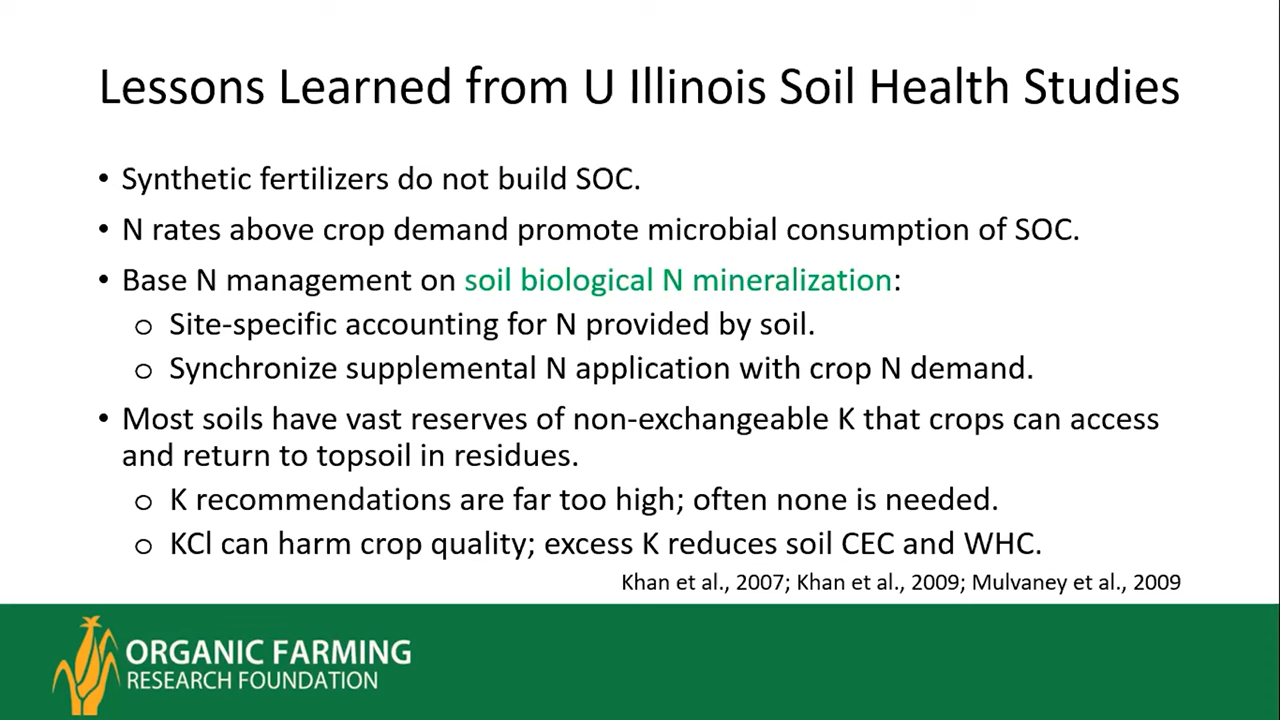 Lessons Learned from U Illinois Soil Health Studies
• Synthetic fertilizers do not build SOC.
• N rates above crop demand promote microbial consumption of SOC.
• Base N management on soil biological N mineralization:
o Site-specific accounting for N provided by soil.
o Synchronize supplemental N application with crop N demand.
• Most soils have vast reserves of non-exchangeable K that crops can access
and return to topsoil in residues.
o K recommendations are far too high; often none is needed.
o KCl can harm crop quality; excess K reduces soil CEC and WHC.
Khan et al., 2007; Khan et al., 2009; Mulvaney et al., 2009
ORGANIC FARMING
RESEARCH FOUNDATION